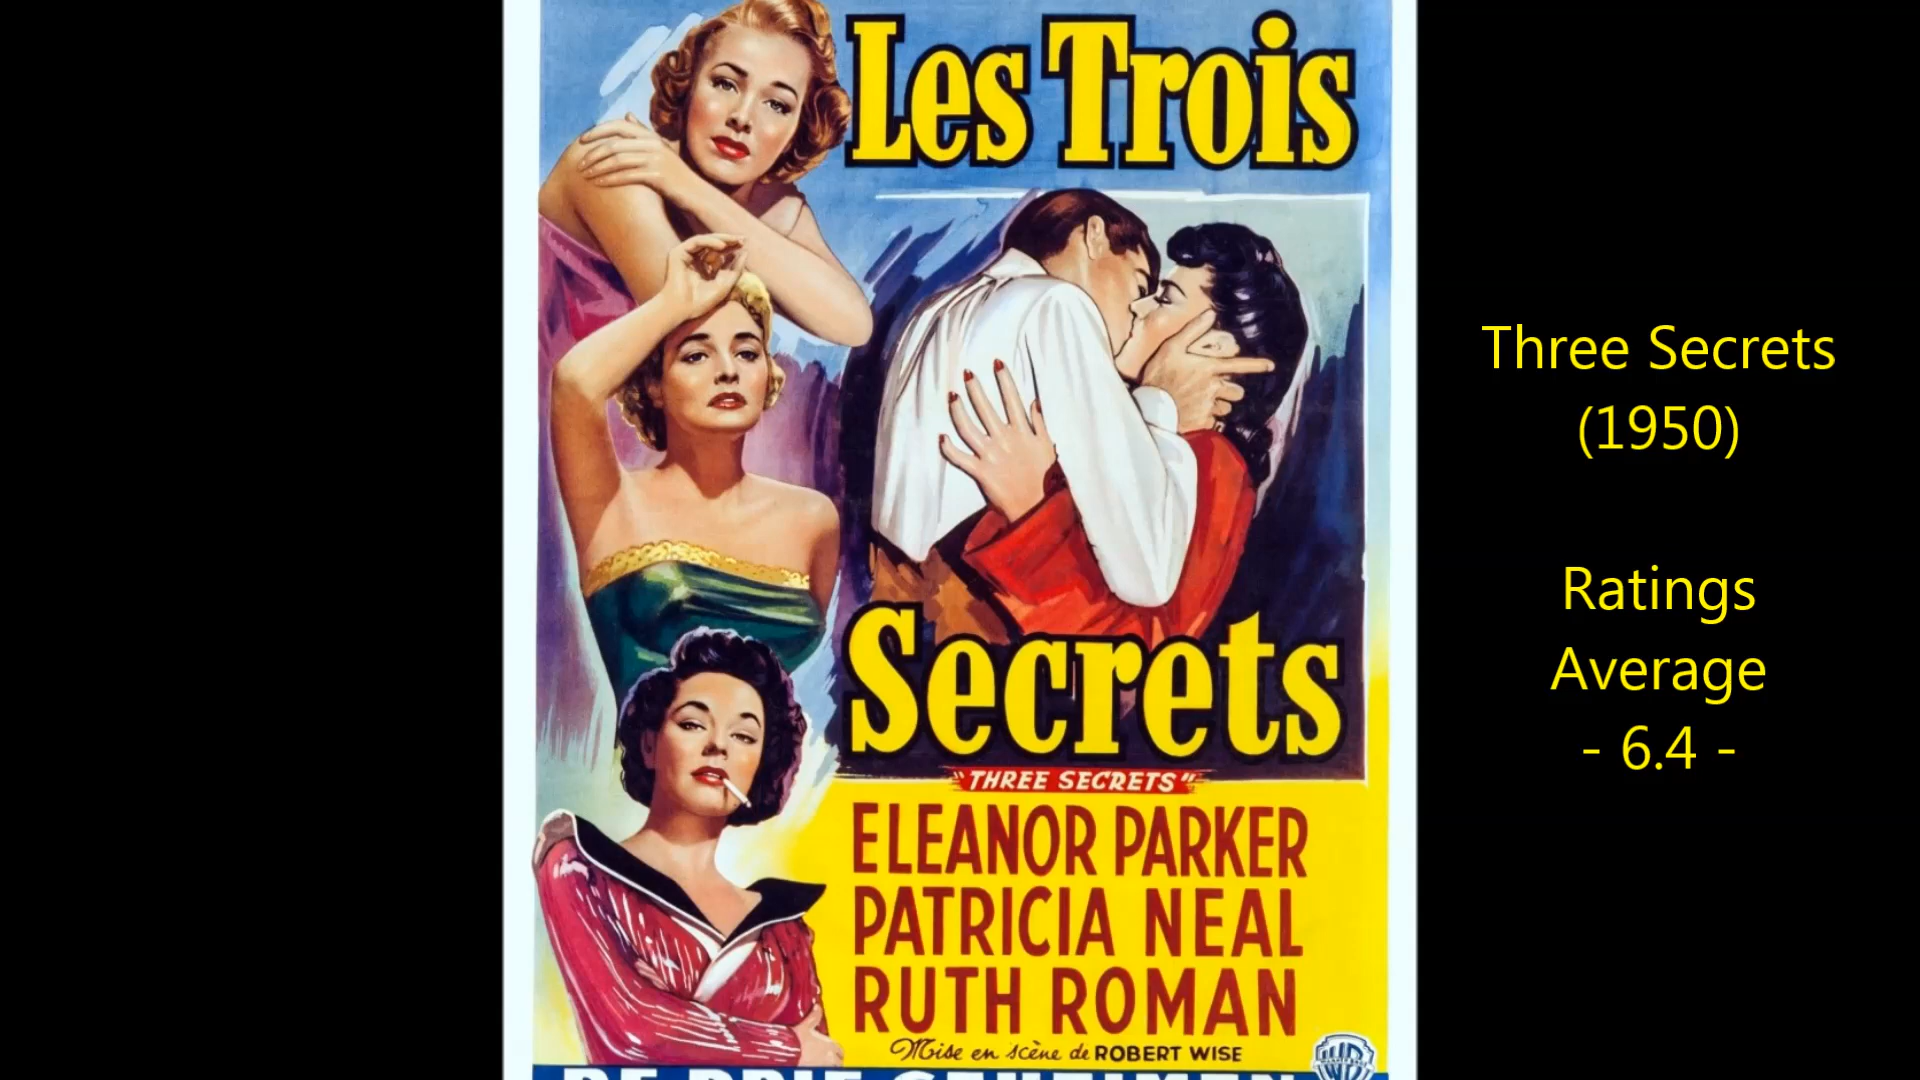 Les Trois
Secrets
"THREE SECRETS"
ELEANOR PARKER
PATRICIA NEAL
RUTH ROMAN
Mise en scène de ROBERT WISE
Three Secrets
(1950)
Ratings
Average
- 6.4 -